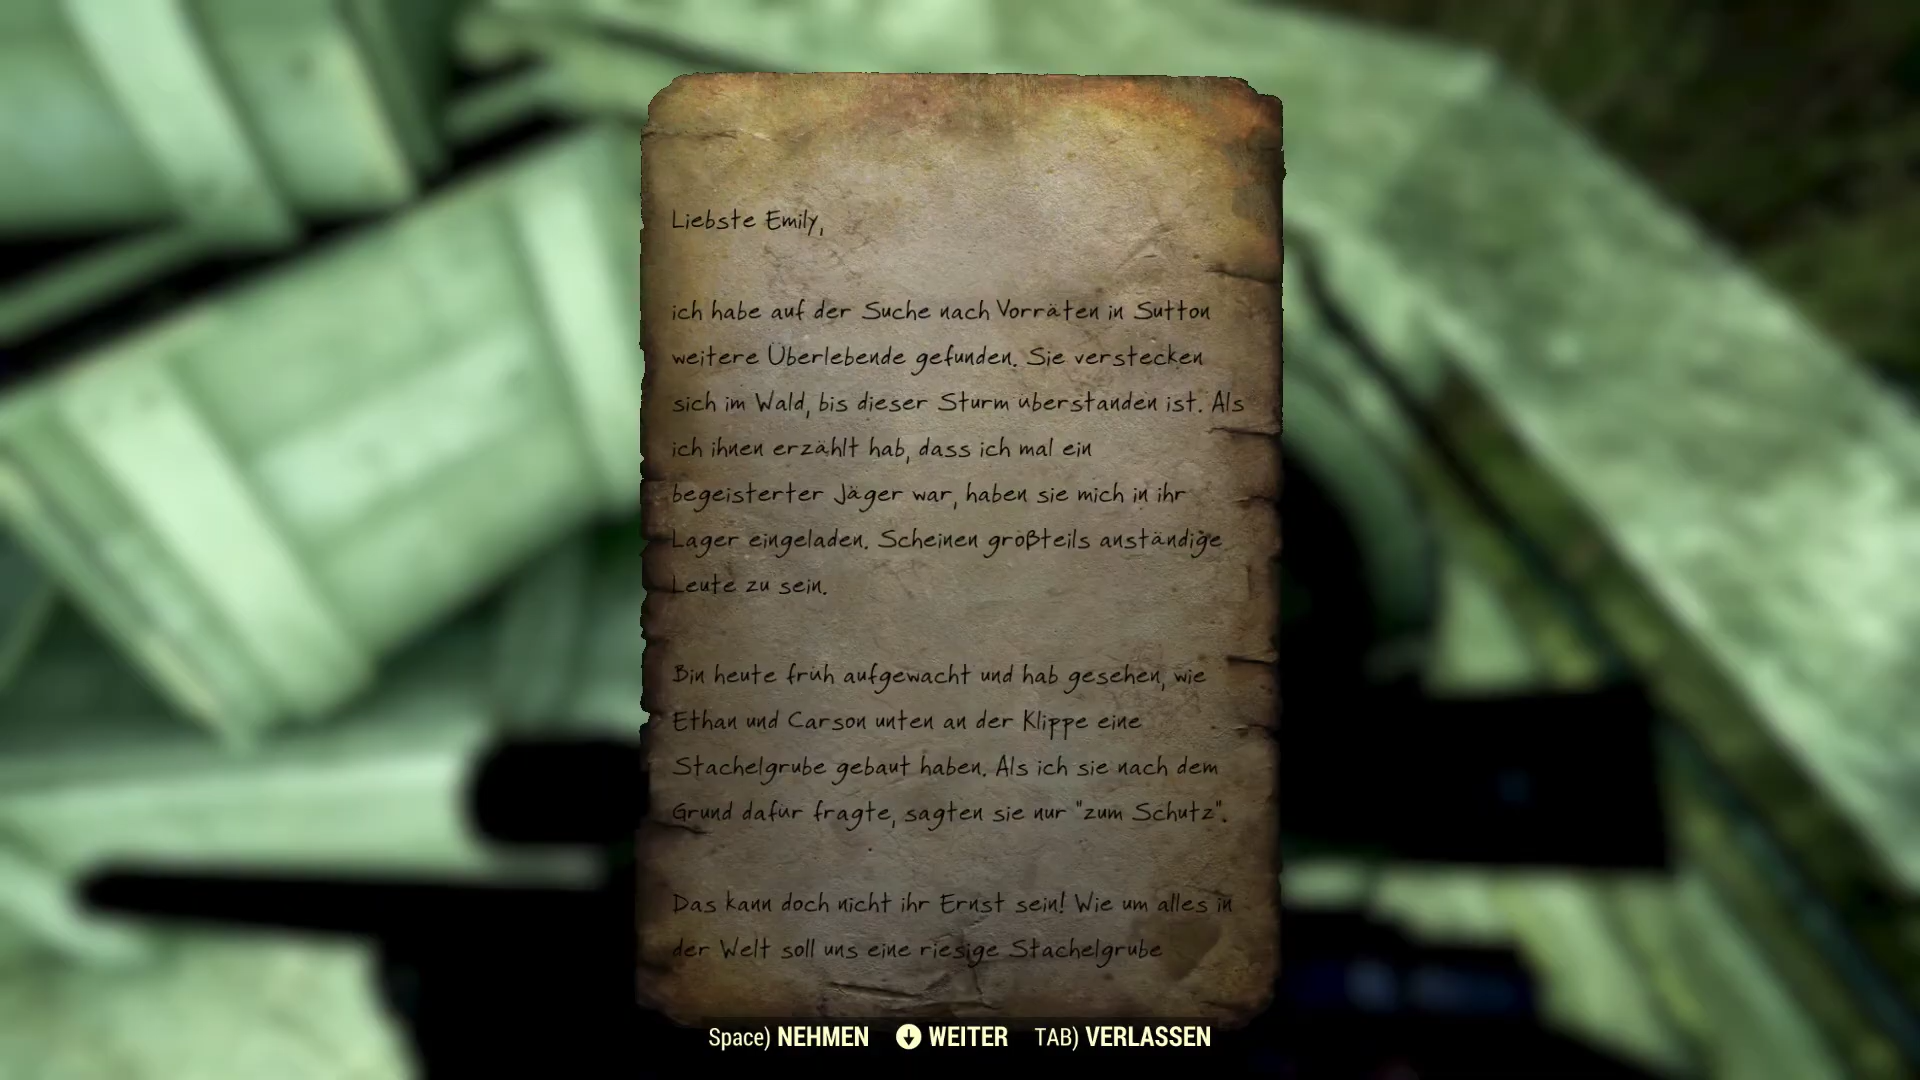 Liebste Emily,
ich habe auf der Suche nach Vorräten in Sutton
weitere Überlebende gefunden. Sie verstecken
sich im Wald, bis dieser Sturm überstanden ist. Als
ich ihnen erzählt hab, dass ich mal ein
begeisterter Jäger war, haben sie mich in ihr
Lager eingeladen. Scheinen größteils anständige
Leute zu sein.
Bin heute früh aufgewacht und hab gesehen, wie
Ethan und Carson unten an der Klippe eine
Stachelgrube gebaut haben. Als ich sie nach dem
Grund dafür fragte, sagten sie nur "zum Schutz".
Das kann doch nicht ihr Ernst sein! Wie um alles in
der Welt soll uns eine riesige Stachelgrube
Space) NEHMEN WEITER TAB) VERLASSEN